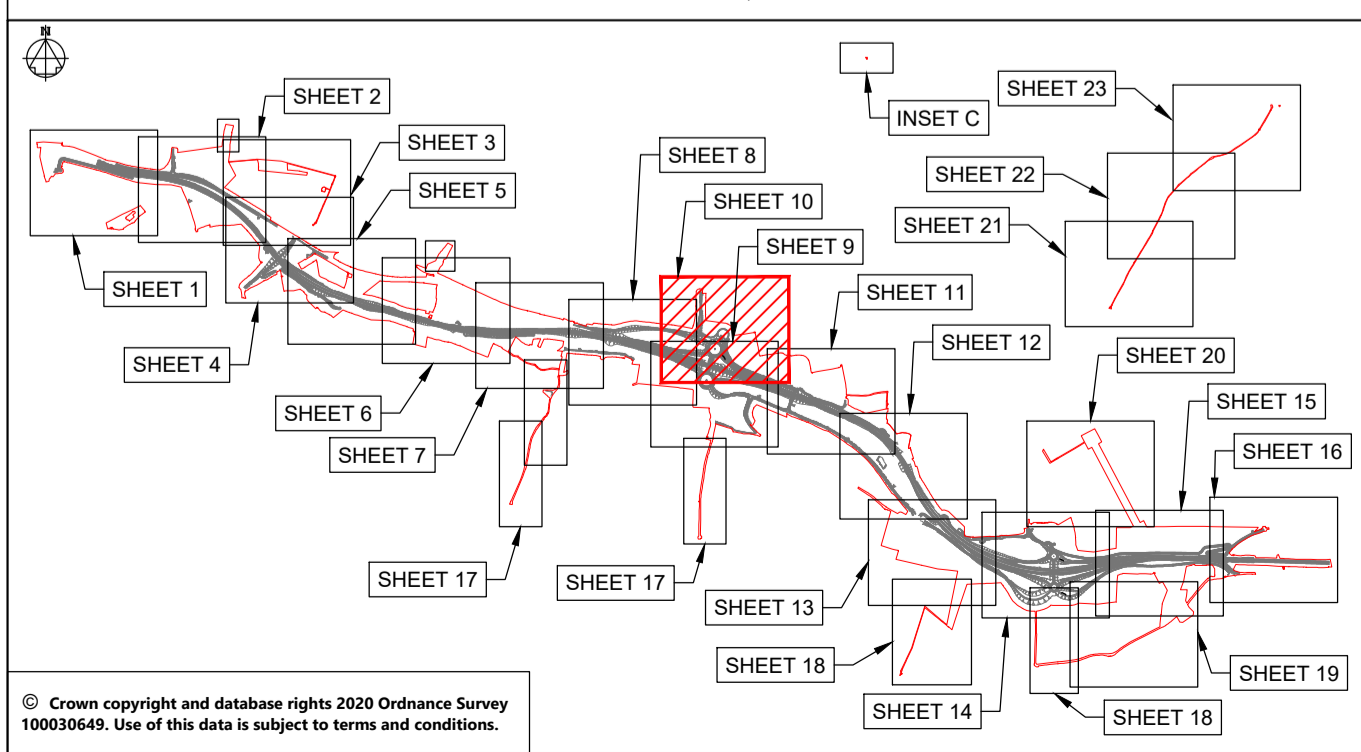 N
SHEET 2
SHEET 3
SHEET 5
SHEET 8
SHEET 10
SHEET 9
INSET C
SHEET 23
SHEET 22
SHEET 21
SHEET 1
SHEET 11
SHEET 4
SHEET 12
SHEET 20
SHEET 6
SHEET 15
SHEET 7
SHEET 16
SHEET 17
SHEET 17
SHEET 13
SHEET 18
SHEET 19
SHEET 14
SHEET 18
© Crown copyright and database rights 2020 Ordnance Survey
100030649. Use of this data is subject to terms and conditions.